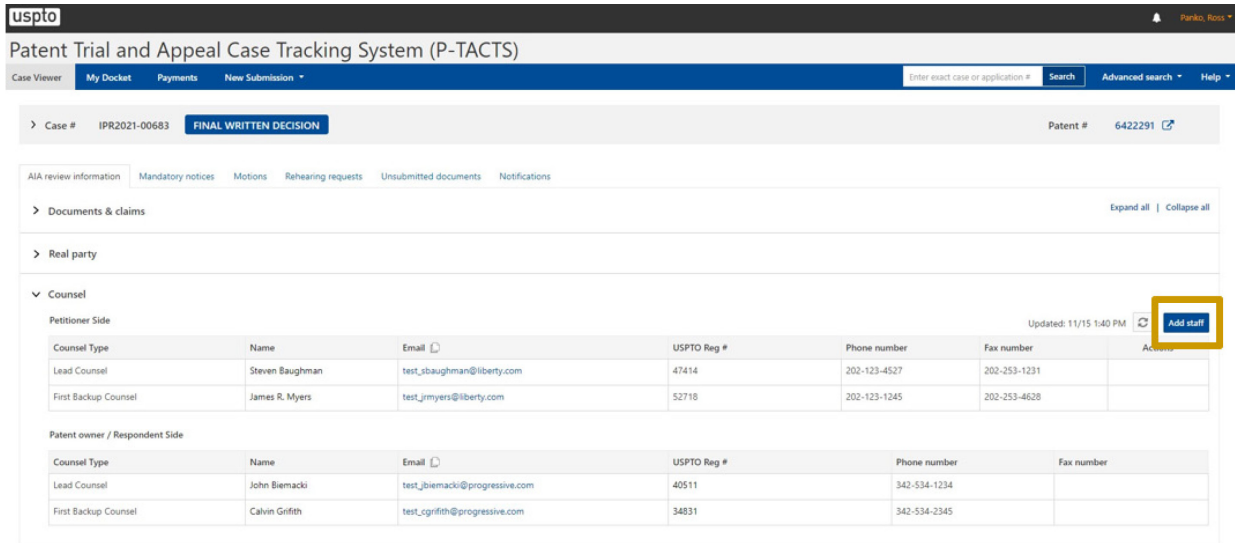 uspto
Panko, Ross
Patent Trial and Appeal Case Tracking System (P-TACTS)
Case Viewer My Docket Payments New Submission Enter exact case or application # Search Advanced search Help
Case # IPR2021-00683 FINAL WRITTEN DECISION Patent # 6422291
AIA review information Mandatory notices Motions Rehearing requests Unsubmitted documents Notifications
Documents & claims Expand all | Collapse all
Real party
Counsel
Petitioner Side Updated: 11/15 1:40 PM Add staff
Counsel Type Name Email USPTO Reg # Phone number Fax number Actions
Lead Counsel Steven Baughman test_sbaughman@liberty.com 47414 202-123-4527 202-253-1231
First Backup Counsel James R. Myers test_jrmyers@liberty.com 52718 202-123-1245 202-253-4628
Patent owner / Respondent Side
Counsel Type Name Email USPTO Reg # Phone number Fax number
Lead Counsel John Biemacki test_jbiemacki@progressive.com 40511 342-534-1234
First Backup Counsel Calvin Grifith test_cgrifith@progressive.com 34831 342-534-2345